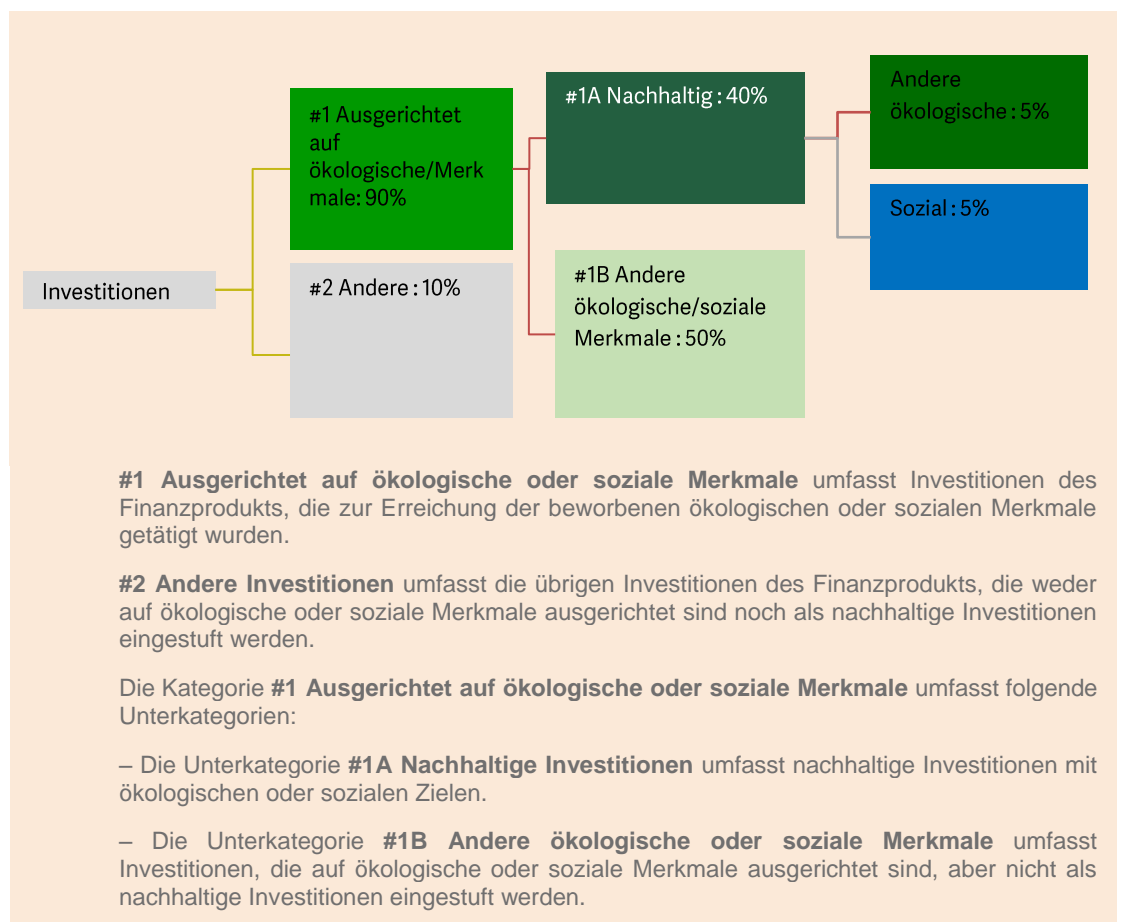 Investitionen
#1 Ausgerichtet
auf
ökologische/Merk
male: 90%
#2 Andere : 10%
#1A Nachhaltig : 40%
#1B Andere
ökologische/soziale
Merkmale : 50%
Andere
ökologische : 5%
Sozial : 5%
#1 Ausgerichtet auf ökologische oder soziale Merkmale umfasst Investitionen des
Finanzprodukts, die zur Erreichung der beworbenen ökologischen oder sozialen Merkmale
getätigt wurden.
#2 Andere Investitionen umfasst die übrigen Investitionen des Finanzprodukts, die weder
auf ökologische oder soziale Merkmale ausgerichtet sind noch als nachhaltige Investitionen
eingestuft werden.
Die Kategorie #1 Ausgerichtet auf ökologische oder soziale Merkmale umfasst folgende
Unterkategorien:
– Die Unterkategorie #1A Nachhaltige Investitionen umfasst nachhaltige Investitionen mit
ökologischen oder sozialen Zielen.
– Die Unterkategorie #1B Andere ökologische oder soziale Merkmale umfasst
Investitionen, die auf ökologische oder soziale Merkmale ausgerichtet sind, aber nicht als
nachhaltige Investitionen eingestuft werden.